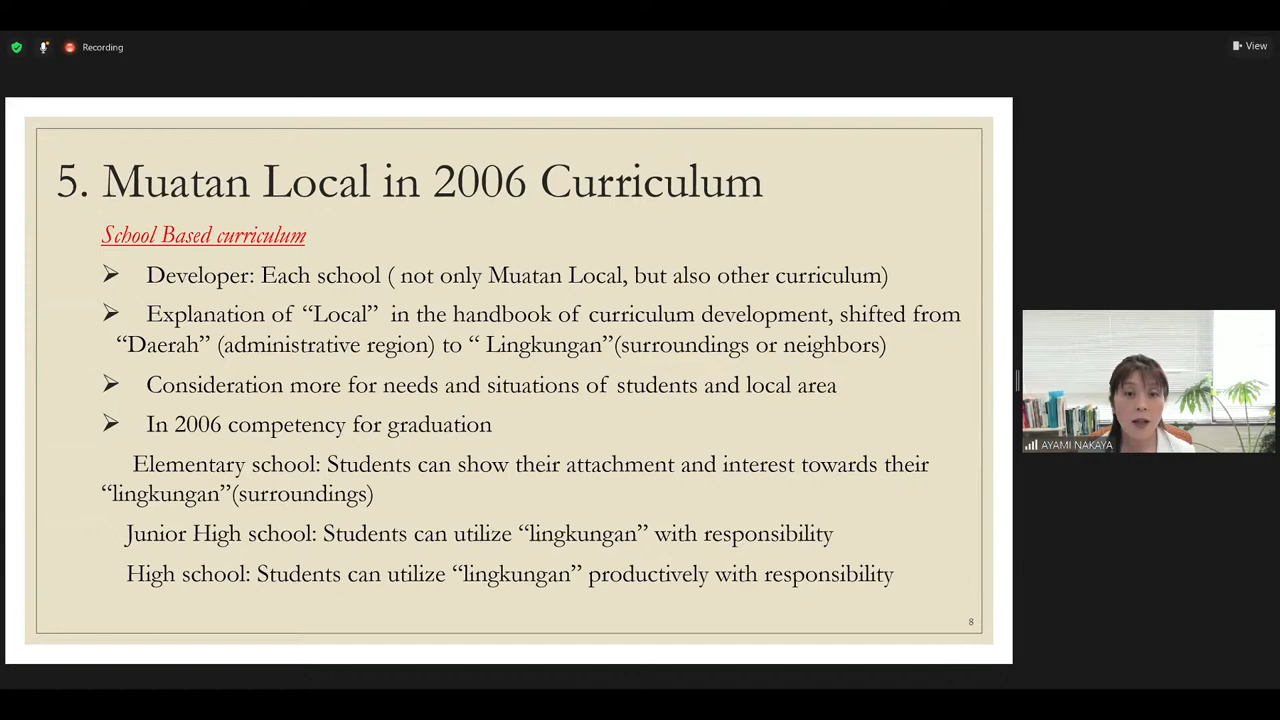 Recording
View
5. Muatan Local in 2006 Curriculum
School Based curriculum
➢ Developer: Each school ( not only Muatan Local, but also other curriculum)
➢ Explanation of “Local” in the handbook of curriculum development, shifted from
“Daerah” (administrative region) to “ Lingkungan”(surroundings or neighbors)
➢ Consideration more for needs and situations of students and local area
➢ In 2006 competency for graduation
Elementary school: Students can show their attachment and interest towards their
“lingkungan”(surroundings)
Junior High school: Students can utilize “lingkungan” with responsibility
High school: Students can utilize “lingkungan” productively with responsibility
8
AYAMI NAKAYA